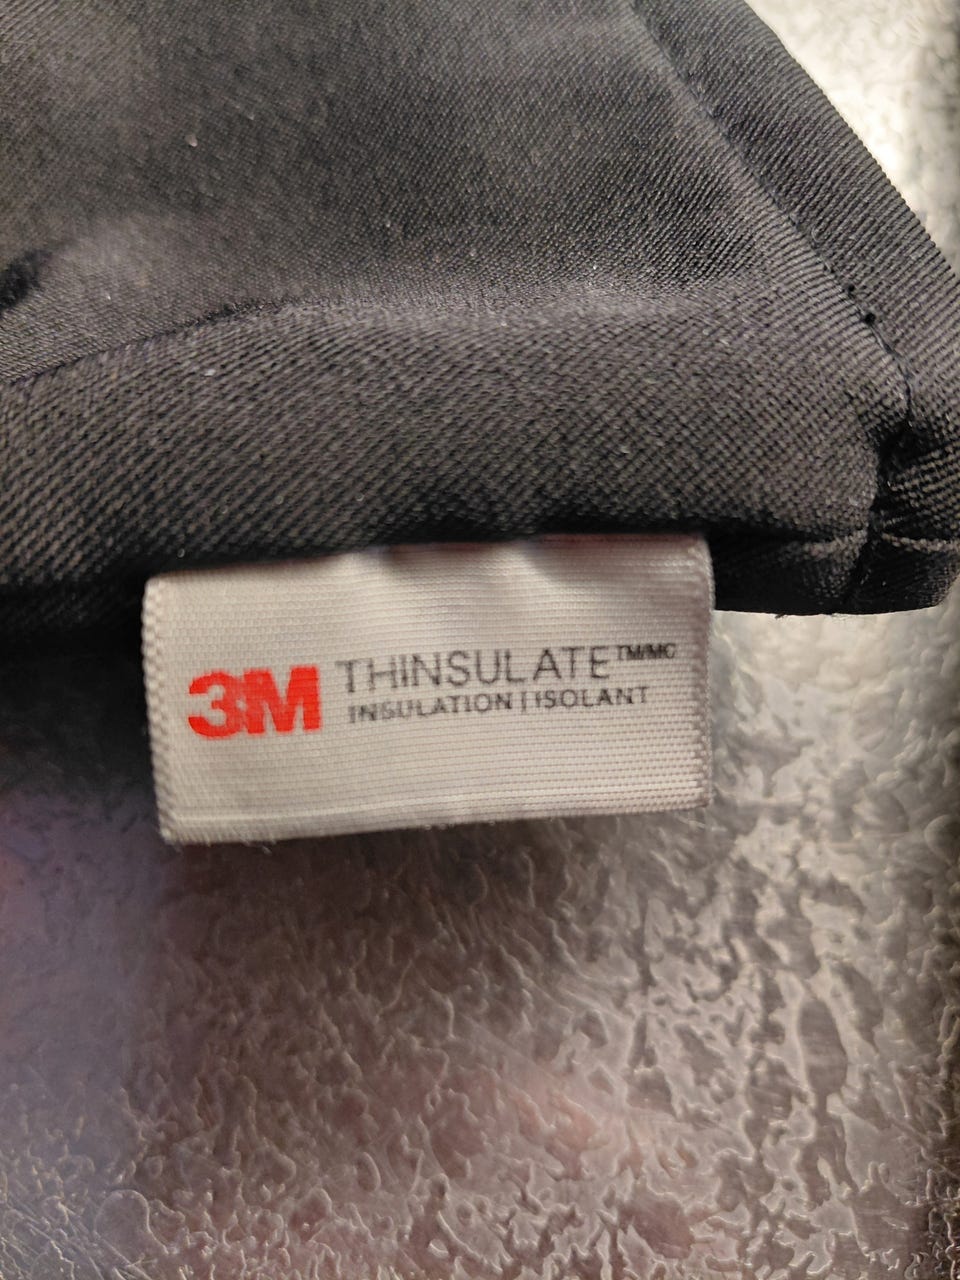 3M THINSULATE™/MC
INSULATION | ISOLANT